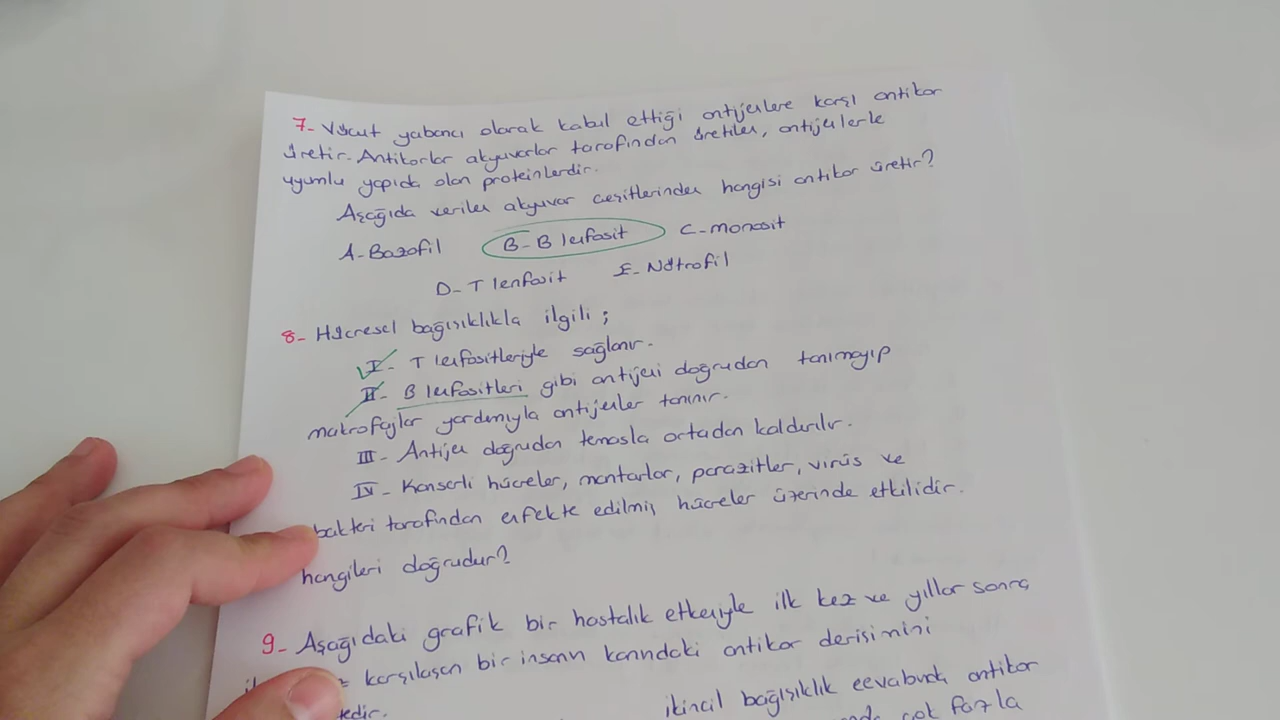 7- Vücut yabancı olarak kabul ettiği antijenlere karşı antikor
üretir. Antikorlar akyuvarlar tarafından üretilen, antijenlerle
uyumlu yapıda olan proteinlerdir.
Aşağıda verilen akyuvar çeşitlerinden hangisi antikor üretir?
A-Bazofil B-B lenfosit C-monosit
D-T lenfosit E-Nötrofil
8- Hücresel bağışıklıkla ilgili;
I- T lenfositleriyle sağlanır.
II- B lenfositleri gibi antijeni doğrudan tanımayıp
makrofajlar yardımıyla antijenler tanınır.
III- Antijen doğrudan temasla ortadan kaldırılır.
IV- Kanserli hücreler, mantarlar, parazitler, virüs ve
bakteri tarafından enfekte edilmiş hücreler üzerinde etkilidir.
hangileri doğrudur?
9- Aşağıdaki grafik bir hastalık etkeniyle ilk kez ve yıllar sonra
karşılaşan bir insanın kanındaki antikor derişimini
ikincil bağışıklık cevabında antikor
çok fazla